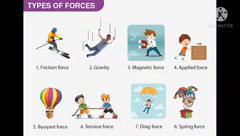 TYPES OF FORCES
1. Friction force
2. Gravity
3. Magnetic force
4. Applied force
5. Buoyant force
6. Tension force
7. Drag force
8. Spring force